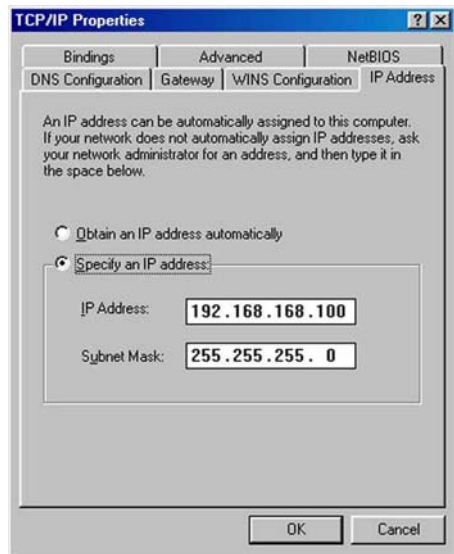 TCP/IP Properties
? X
Bindings Advanced NetBIOS
DNS Configuration Gateway WINS Configuration IP Address
An IP address can be automatically assigned to this computer.
If your network does not automatically assign IP addresses, ask
your network administrator for an address, and then type it in
the space below.
Obtain an IP address automatically
Specify an IP address:
IP Address: 192.168.168.100
Subnet Mask: 255.255.255. 0
OK Cancel